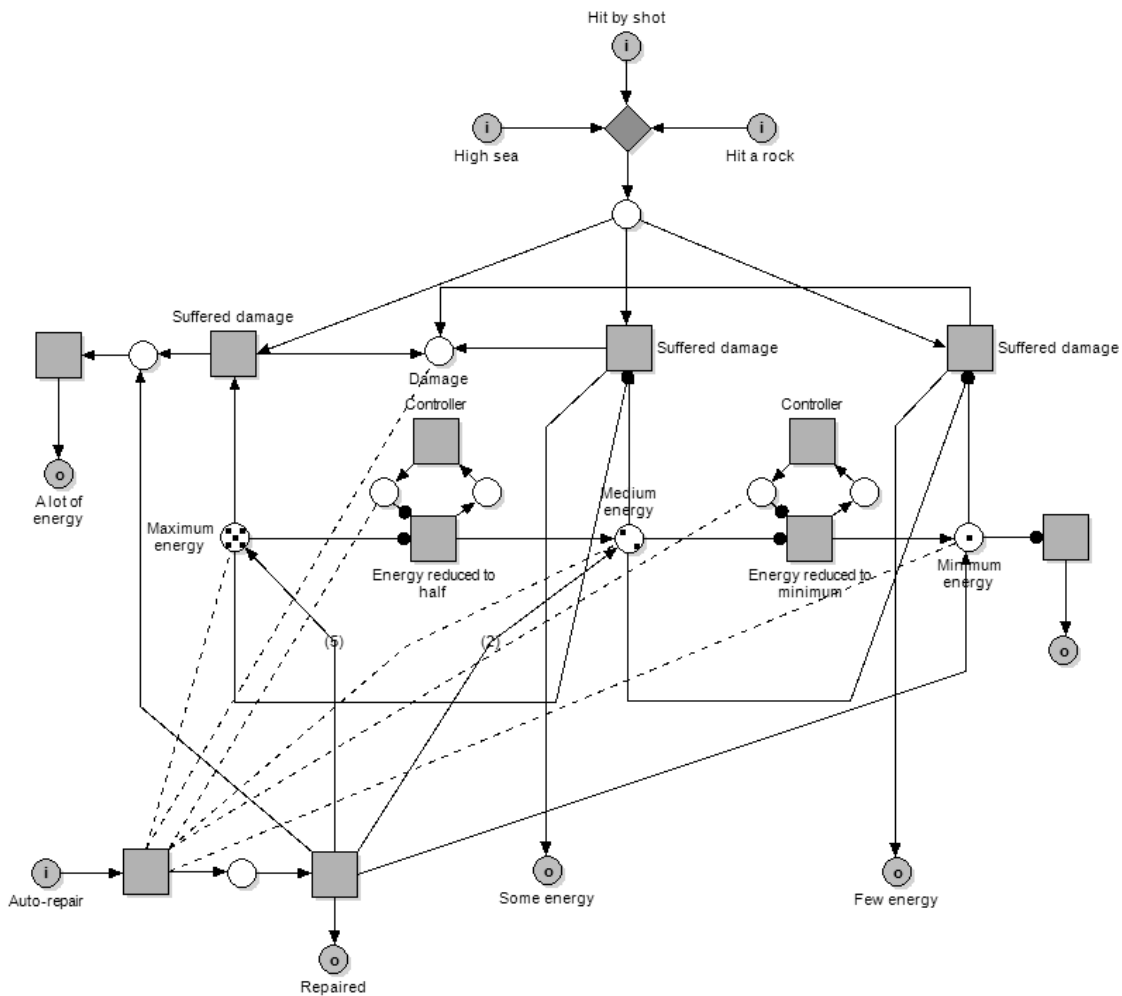 Hit by shot
i
i
i
High sea
Hit a rock
Suffered damage
Suffered damage
Suffered damage
Damage
Controller
Controller
o
A lot of
energy
Maximum
energy
Medium
energy
Energy reduced to
half
Energy reduced to
minimum
Minimum
energy
(5)
(2)
o
i
Auto-repair
o
Some energy
o
Few energy
o
Repaired